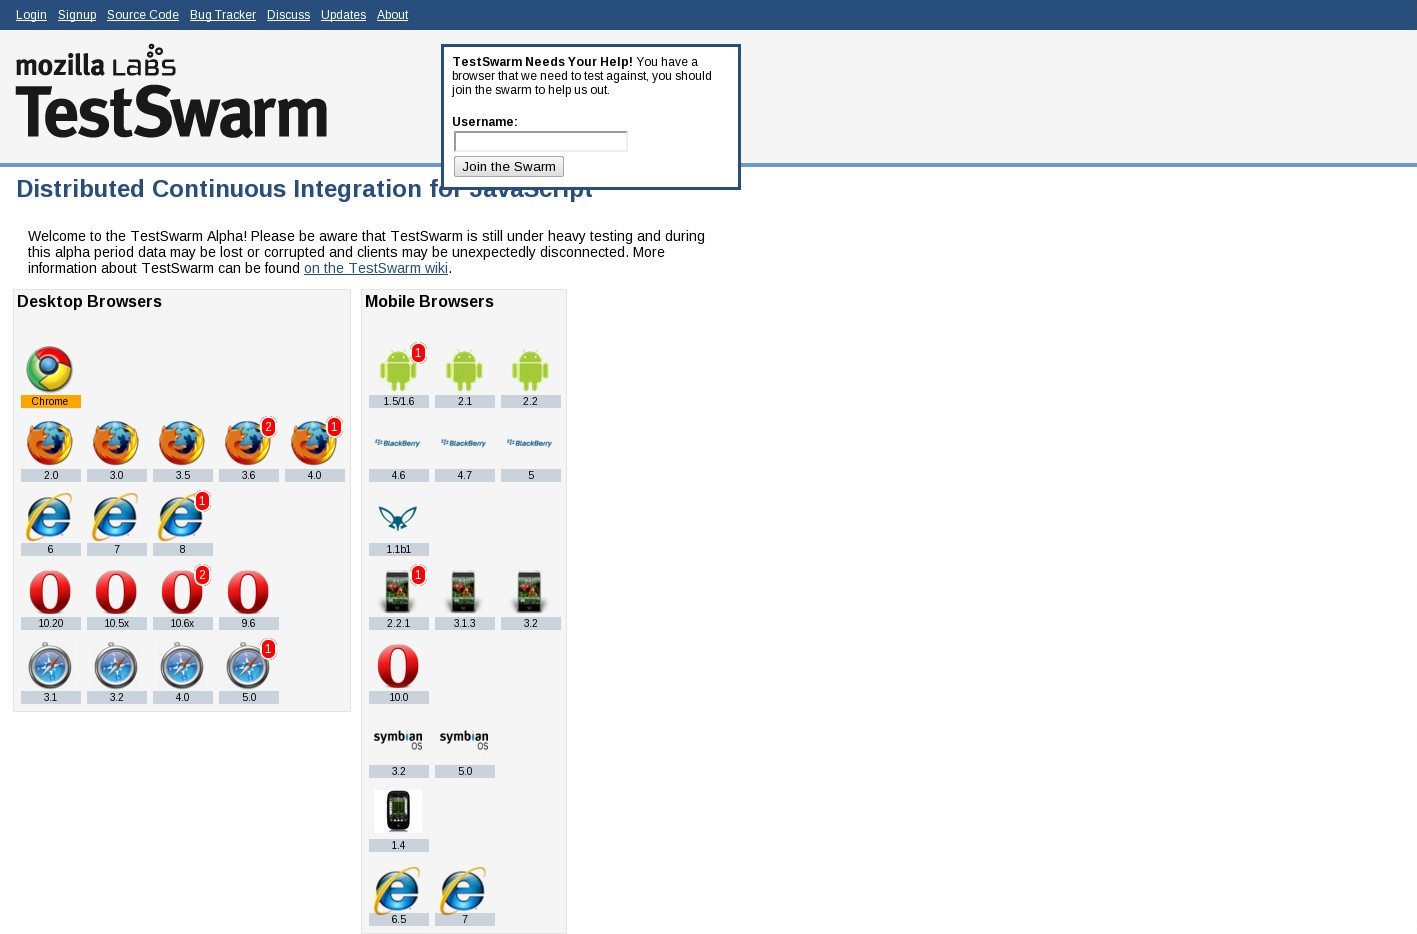 Login Signup Source Code Bug Tracker Discuss Updates About
mozilla LABS
TestSwarm
TestSwarm Needs Your Help! You have a
browser that we need to test against, you should
join the swarm to help us out.
Username:
Join the Swarm
Distributed Continuous Integration for JavaScript
Welcome to the TestSwarm Alpha! Please be aware that TestSwarm is still under heavy testing and during
this alpha period data may be lost or corrupted and clients may be unexpectedly disconnected. More
information about TestSwarm can be found on the TestSwarm wiki.
Desktop Browsers
Chrome
2 1
2.0 3.0 3.5 3.6 4.0
1
6 7 8
2
10.20 10.5x 10.6x 9.6
1
3.1 3.2 4.0 5.0
Mobile Browsers
1
1.5/1.6 2.1 2.2
BlackBerry BlackBerry BlackBerry
4.6 4.7 5
1.1b1
1
2.2.1 3.1.3 3.2
10.0
symbian OS symbian OS
3.2 5.0
1.4
6.5 7